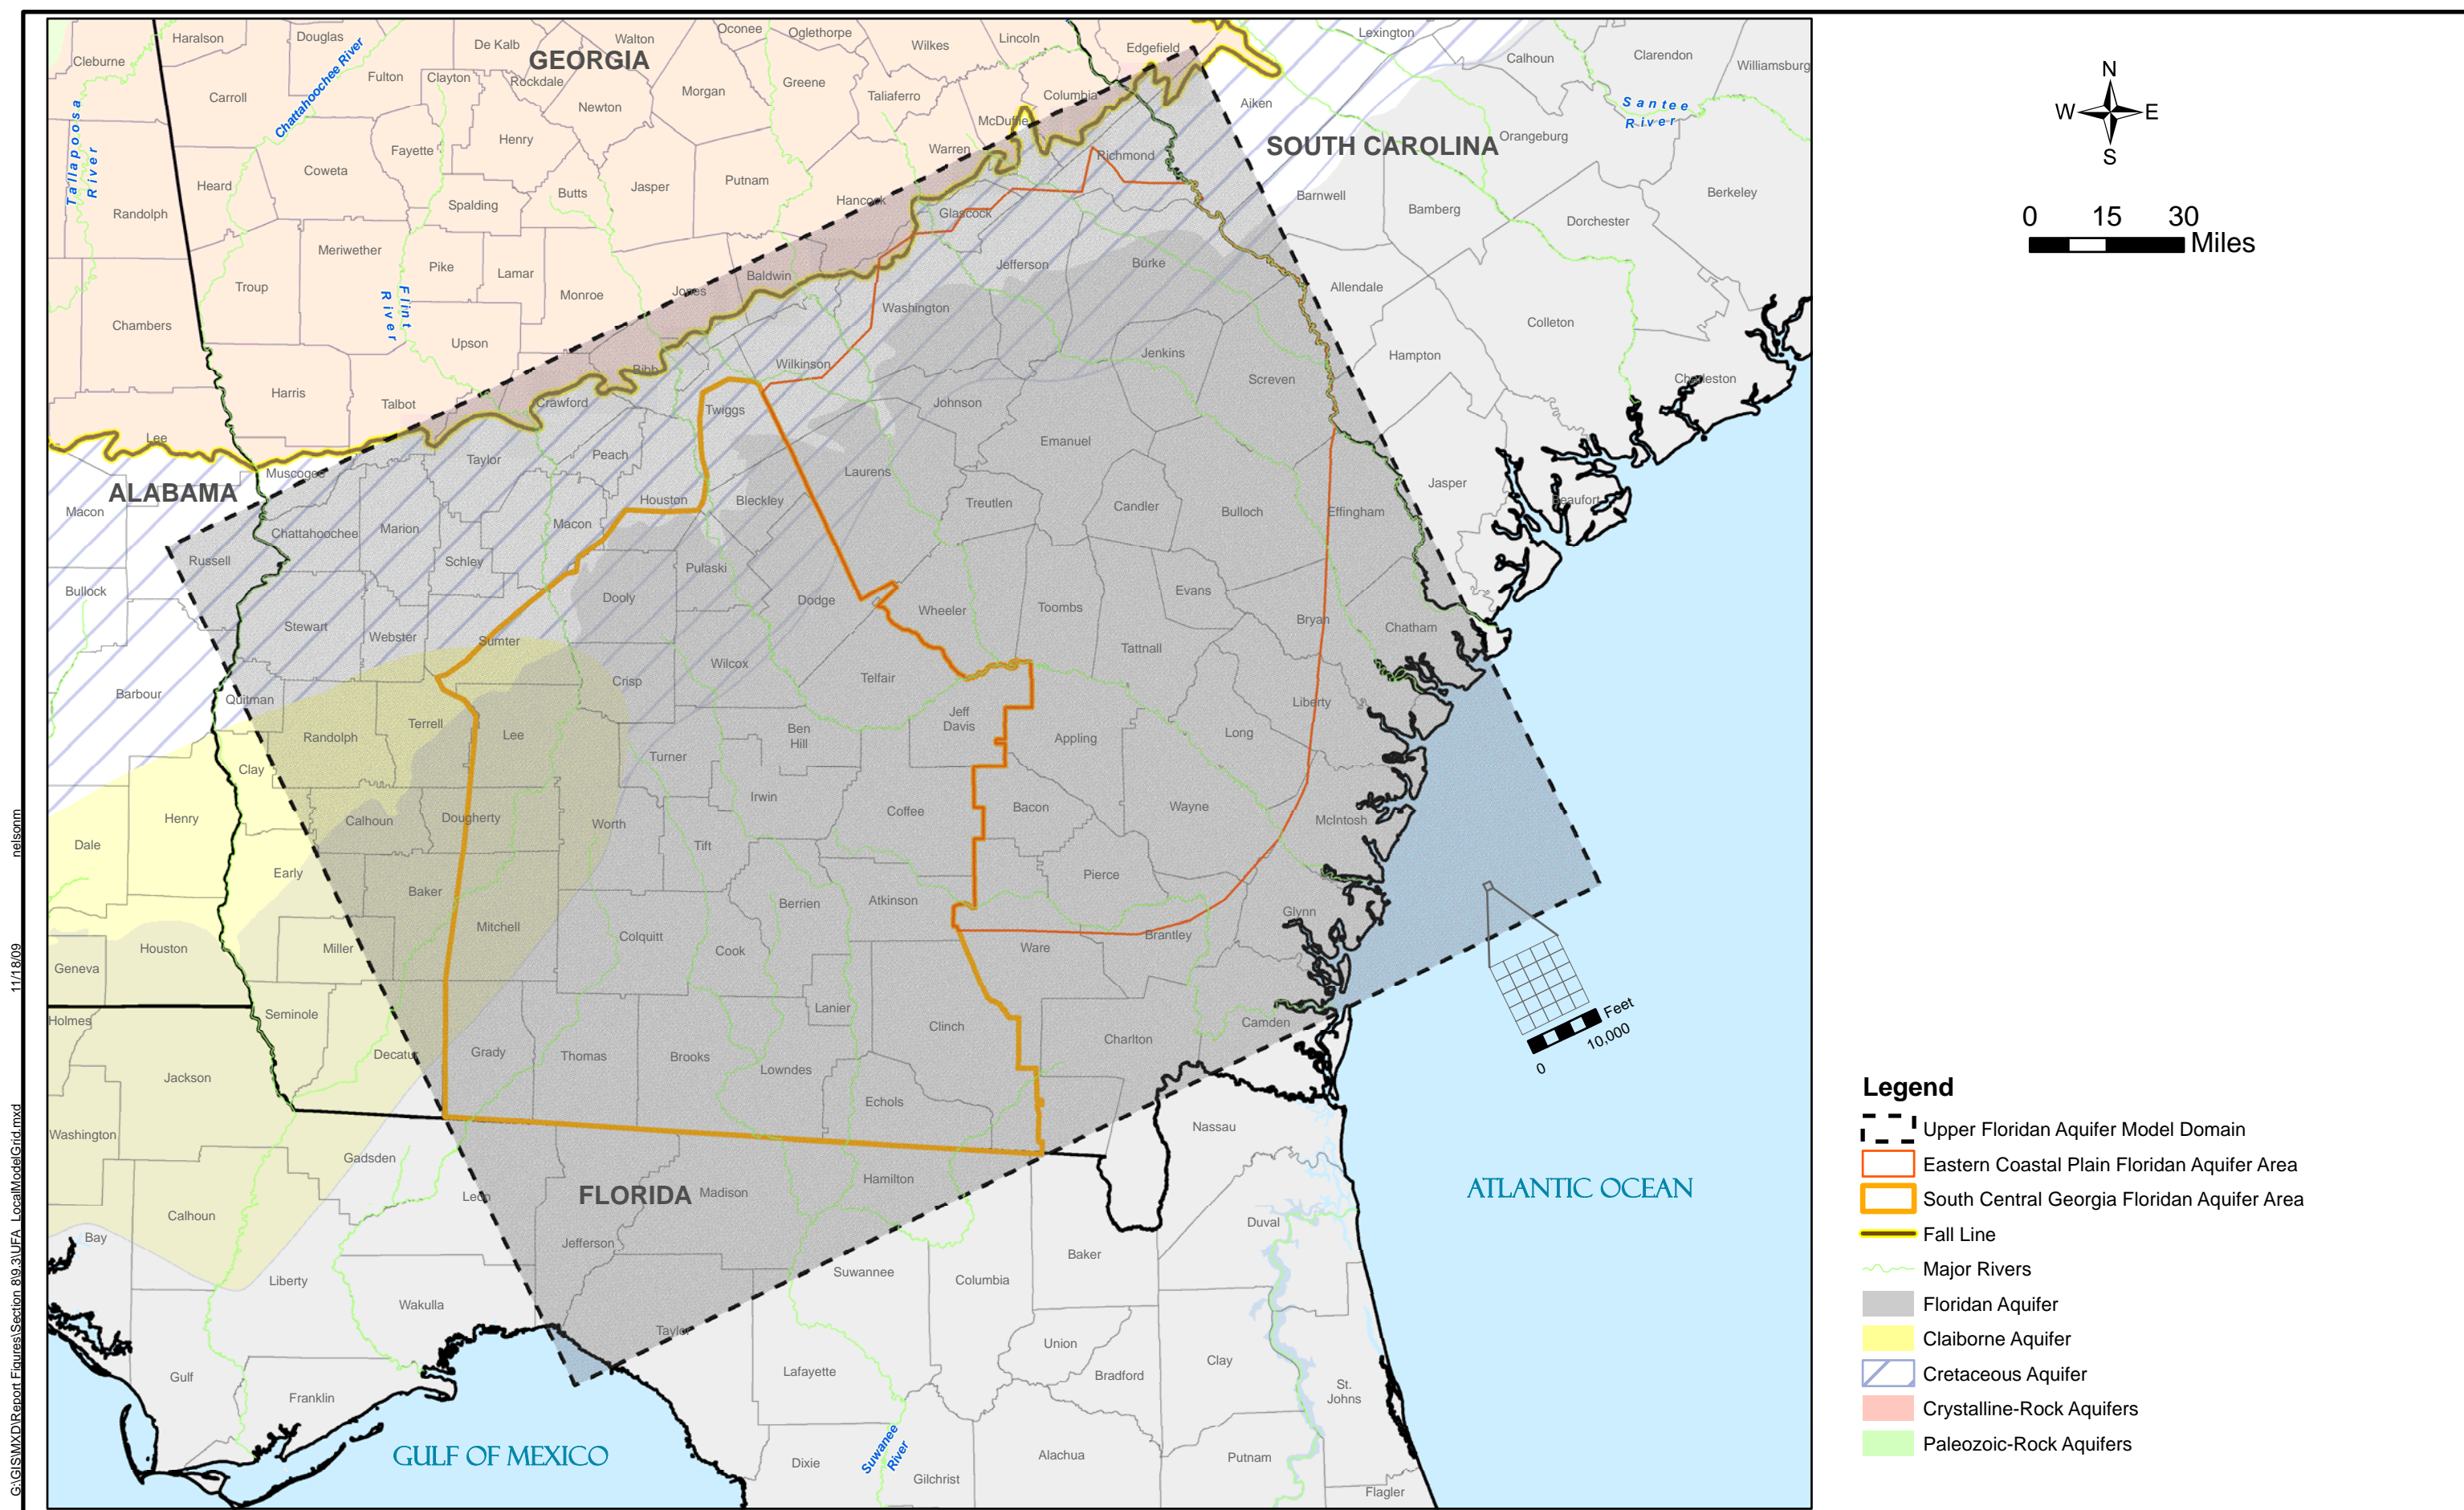 Haralson
Douglas
De Kalb
Walton
Oconee
Oglethorpe
Wilkes
Lincoln
Edgefield
Lexington
Calhoun
Clarendon
Williamsburg
Cleburne
Chattahoochee River
GEORGIA
Fulton
Clayton
Rockdale
Newton
Morgan
Greene
Taliaferro
Columbia
Aiken
Santee
River
Carroll
Tallapoosa
River
Henry
Fayette
McDuffie
Warren
Richmond
SOUTH CAROLINA
Orangeburg
Heard
Coweta
Spalding
Butts
Jasper
Putnam
Hancock
Glascock
Barnwell
Bamberg
Berkeley
Dorchester
Randolph
Meriwether
Pike
Lamar
Monroe
Jones
Baldwin
Jefferson
Burke
Troup
Flint
River
Washington
Allendale
Colleton
Chambers
Upson
Bibb
Wilkinson
Jenkins
Screven
Hampton
Charleston
Harris
Talbot
Crawford
Twiggs
Johnson
Emanuel
Lee
Muscogee
Taylor
Peach
Laurens
ALABAMA
Macon
Houston
Bleckley
Treutlen
Candler
Bulloch
Effingham
Jasper
Beaufort
Chattahoochee
Marion
Macon
Russell
Schley
Pulaski
Bullock
Dooly
Dodge
Wheeler
Toombs
Evans
Bryan
Chatham
Stewart
Webster
Sumter
Wilcox
Tattnall
Barbour
Quitman
Crisp
Telfair
Liberty
Terrell
Randolph
Lee
Jeff
Davis
Ben
Hill
Appling
Long
Clay
Turner
Irwin
Coffee
Bacon
Wayne
McIntosh
Henry
Calhoun
Dougherty
Worth
Dale
Tift
Early
Baker
Pierce
Berrien
Atkinson
Glynn
Mitchell
Colquitt
Cook
Ware
Brantley
Houston
Miller
Geneva
Lanier
Clinch
Charlton
Camden
Holmes
Seminole
Decatur
Grady
Thomas
Brooks
Lowndes
Echols
Jackson
Washington
Gadsden
Leon
FLORIDA
Madison
Hamilton
Nassau
ATLANTIC OCEAN
Calhoun
Bay
Jefferson
Duval
Baker
Liberty
Suwannee
Columbia
Wakulla
Taylor
Union
Lafayette
Bradford
Clay
St.
Johns
Gulf
Franklin
GULF OF MEXICO
Suwanee
River
Dixie
Gilchrist
Alachua
Putnam
Flagler
0
10,000
Feet
N
W
E
S
0 15 30
Miles
Legend
Upper Floridan Aquifer Model Domain
Eastern Coastal Plain Floridan Aquifer Area
South Central Georgia Floridan Aquifer Area
Fall Line
Major Rivers
Floridan Aquifer
Claiborne Aquifer
Cretaceous Aquifer
Crystalline-Rock Aquifers
Paleozoic-Rock Aquifers
G:\GIS\MXD\Report Figures\Section 8\9.3\UFA_LocalModelGrid.mxd 11/18/09 nelsonm